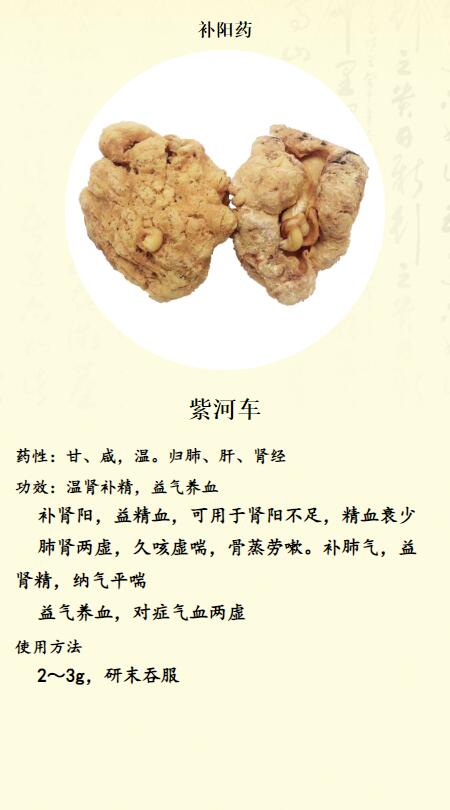 补阳药
紫河车
药性：甘、咸，温。归肺、肝、肾经
功效：温肾补精，益气养血
补肾阳，益精血，可用于肾阳不足，精血衰少
肺肾两虚，久咳虚喘，骨蒸劳嗽。补肺气，益
肾精，纳气平喘
益气养血，对症气血两虚
使用方法
2～3g，研末吞服